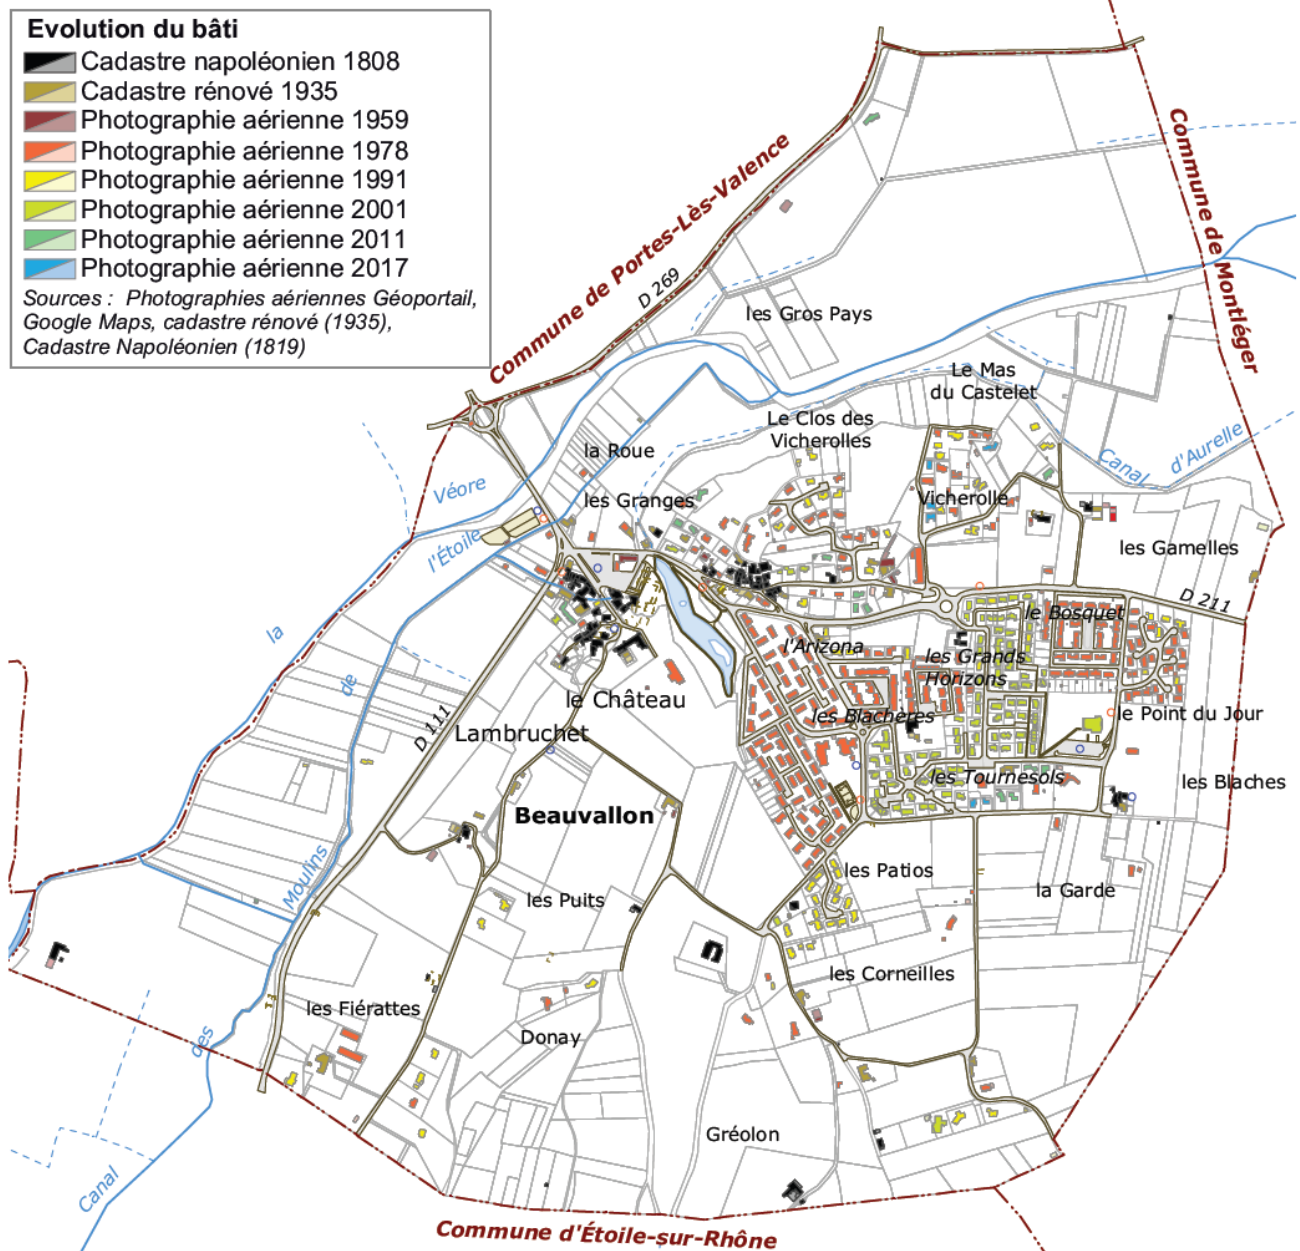 Evolution du bâti
Cadastre napoléonien 1808
Cadastre rénové 1935
Photographie aérienne 1959
Photographie aérienne 1978
Photographie aérienne 1991
Photographie aérienne 2001
Photographie aérienne 2011
Photographie aérienne 2017
Sources : Photographies aériennes Géoportail,
Google Maps, cadastre rénové (1935),
Cadastre Napoléonien (1819)
Commune de Portes-Lès-Valence
Commune de Montléger
D 269
les Gros Pays
Le Mas
du Castelet
Le Clos des
Vicherolles
la Roue
Canal d'Aurelle
Véore
les Granges
Vicherolle
l'Étoile
les Gamelles
D 211
la
le Bosquet
l'Arizona
les Grands
Horizons
de
le Château
les Blachères
le Point du Jour
D 111
Lambruchet
les Tournesols
les Blaches
Beauvallon
Moulins
les Patios
la Garde
les Puits
les Corneilles
les Fiérattes
Donay
des
Gréolon
Canal
Commune d'Étoile-sur-Rhône